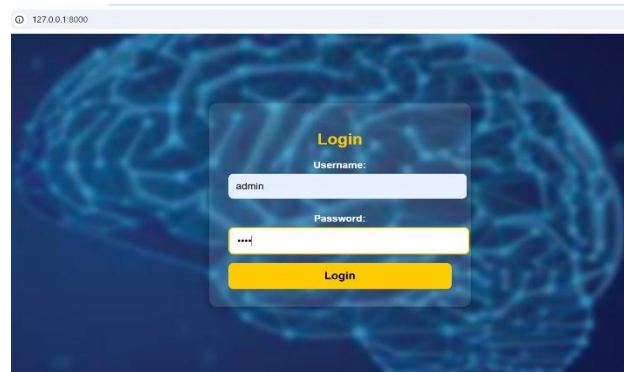 127.0.0.1:8000
Login
Username:
admin
Password:
••••
Login